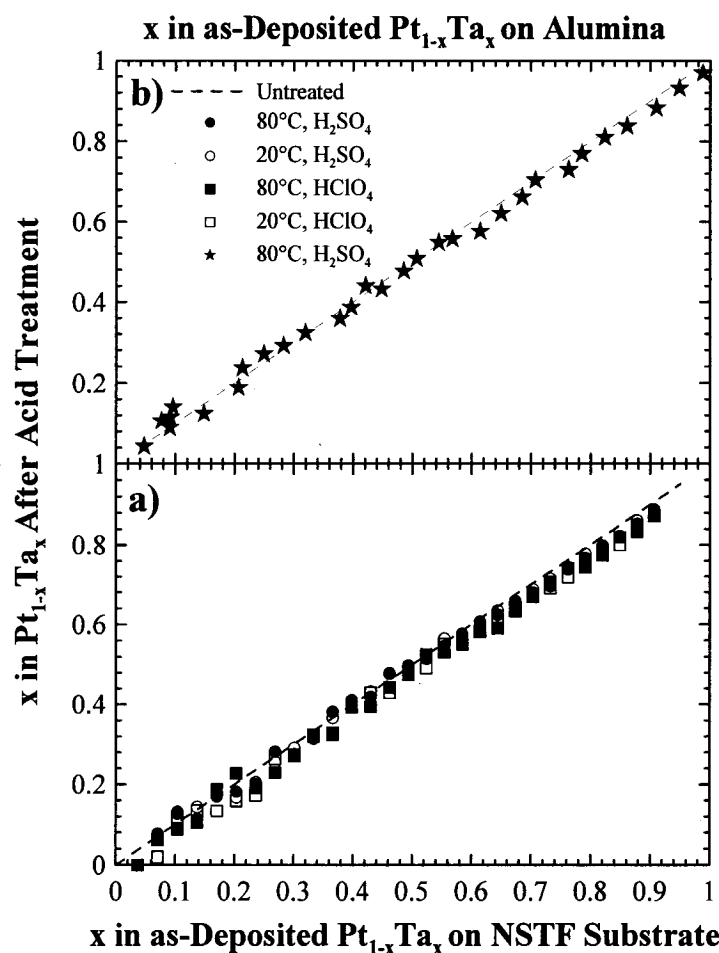 x in as-Deposited Pt1-xTax on Alumina
1
b)
Untreated
80°C, H2SO4
20°C, H2SO4
80°C, HClO4
20°C, HClO4
80°C, H2SO4
0.8
0.6
0.4
0.2
1
a)
0.8
0.6
0.4
0.2
0
0 0.1 0.2 0.3 0.4 0.5 0.6 0.7 0.8 0.9 1
x in as-Deposited Pt1-xTax on NSTF Substrate
x in Pt1-xTax After Acid Treatment